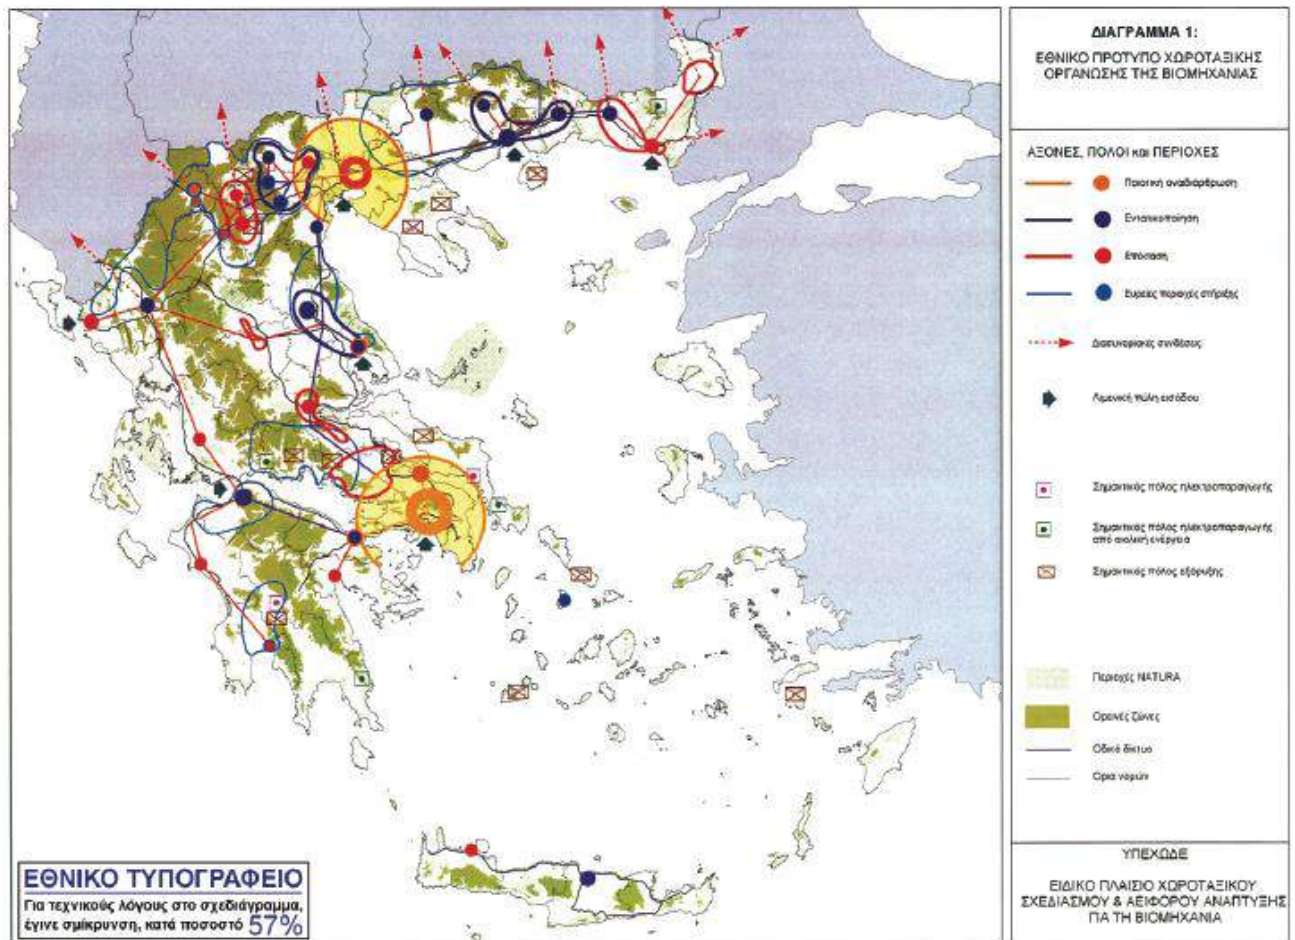 ΔΙΑΓΡΑΜΜΑ 1:
ΕΘΝΙΚΟ ΠΡΟΤΥΠΟ ΧΩΡΟΤΑΞΙΚΗΣ
ΟΡΓΑΝΩΣΗΣ ΤΗΣ ΒΙΟΜΗΧΑΝΙΑΣ
ΑΞΟΝΕΣ, ΠΟΛΟΙ και ΠΕΡΙΟΧΕΣ
Ποιοτική αναδιάρθρωση
Εντατικοποίηση
Επέκταση
Ευρείες περιοχές στήριξης
Διασυνοριακές συνδέσεις
Λιμενική πύλη εισόδου
Σημαντικός πόλος ηλεκτροπαραγωγής
Σημαντικός πόλος ηλεκτροπαραγωγής
από αιολική ενέργεια
Σημαντικός πόλος εξόρυξης
Περιοχές NATURA
Ορεινές ζώνες
Οδικό δίκτυο
Όρια νομών
ΥΠΕΧΩΔΕ
ΕΙΔΙΚΟ ΠΛΑΙΣΙΟ ΧΩΡΟΤΑΞΙΚΟΥ
ΣΧΕΔΙΑΣΜΟΥ & ΑΕΙΦΟΡΟΥ ΑΝΑΠΤΥΞΗΣ
ΓΙΑ ΤΗ ΒΙΟΜΗΧΑΝΙΑ
ΕΘΝΙΚΟ ΤΥΠΟΓΡΑΦΕΙΟ
Για τεχνικούς λόγους στο σχεδιάγραμμα,
έγινε σμίκρυνση, κατά ποσοστό 57%